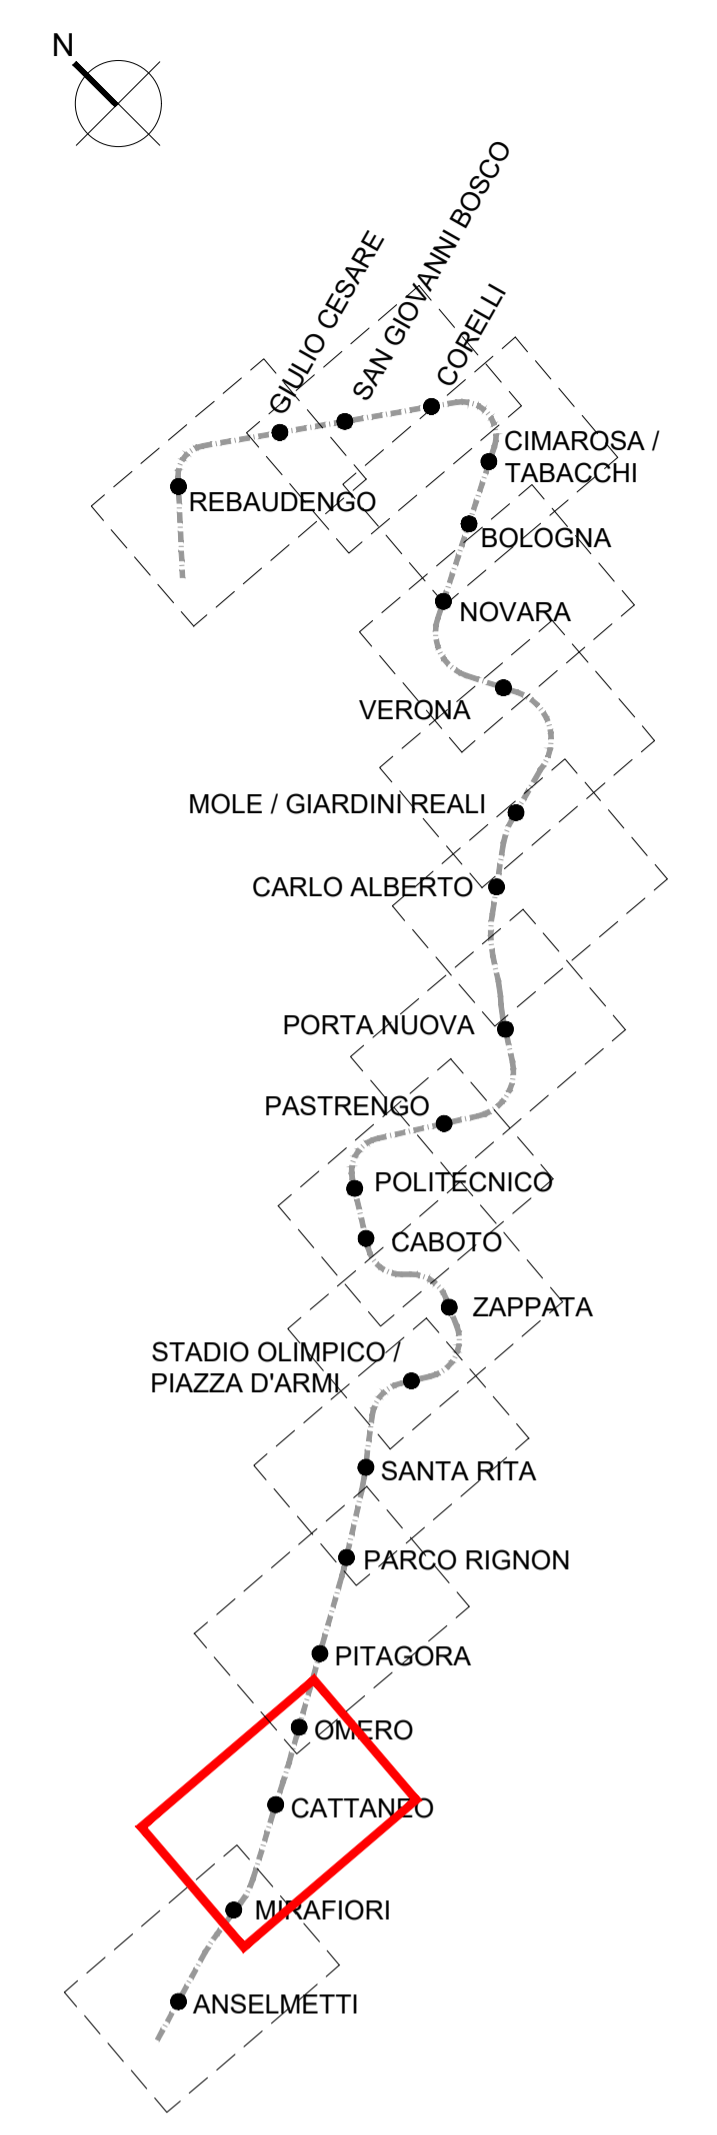 N
GIULIO CESARE
SAN GIOVANNI BOSCO
CORELLI
CIMAROSA /
TABACCHI
REBAUDENGO
BOLOGNA
NOVARA
VERONA
MOLE / GIARDINI REALI
CARLO ALBERTO
PORTA NUOVA
PASTRENGO
POLITECNICO
CABOTO
ZAPPATA
STADIO OLIMPICO /
PIAZZA D'ARMI
SANTA RITA
PARCO RIGNON
PITAGORA
OMERO
CATTANEO
MIRAFIORI
ANSELMETTI